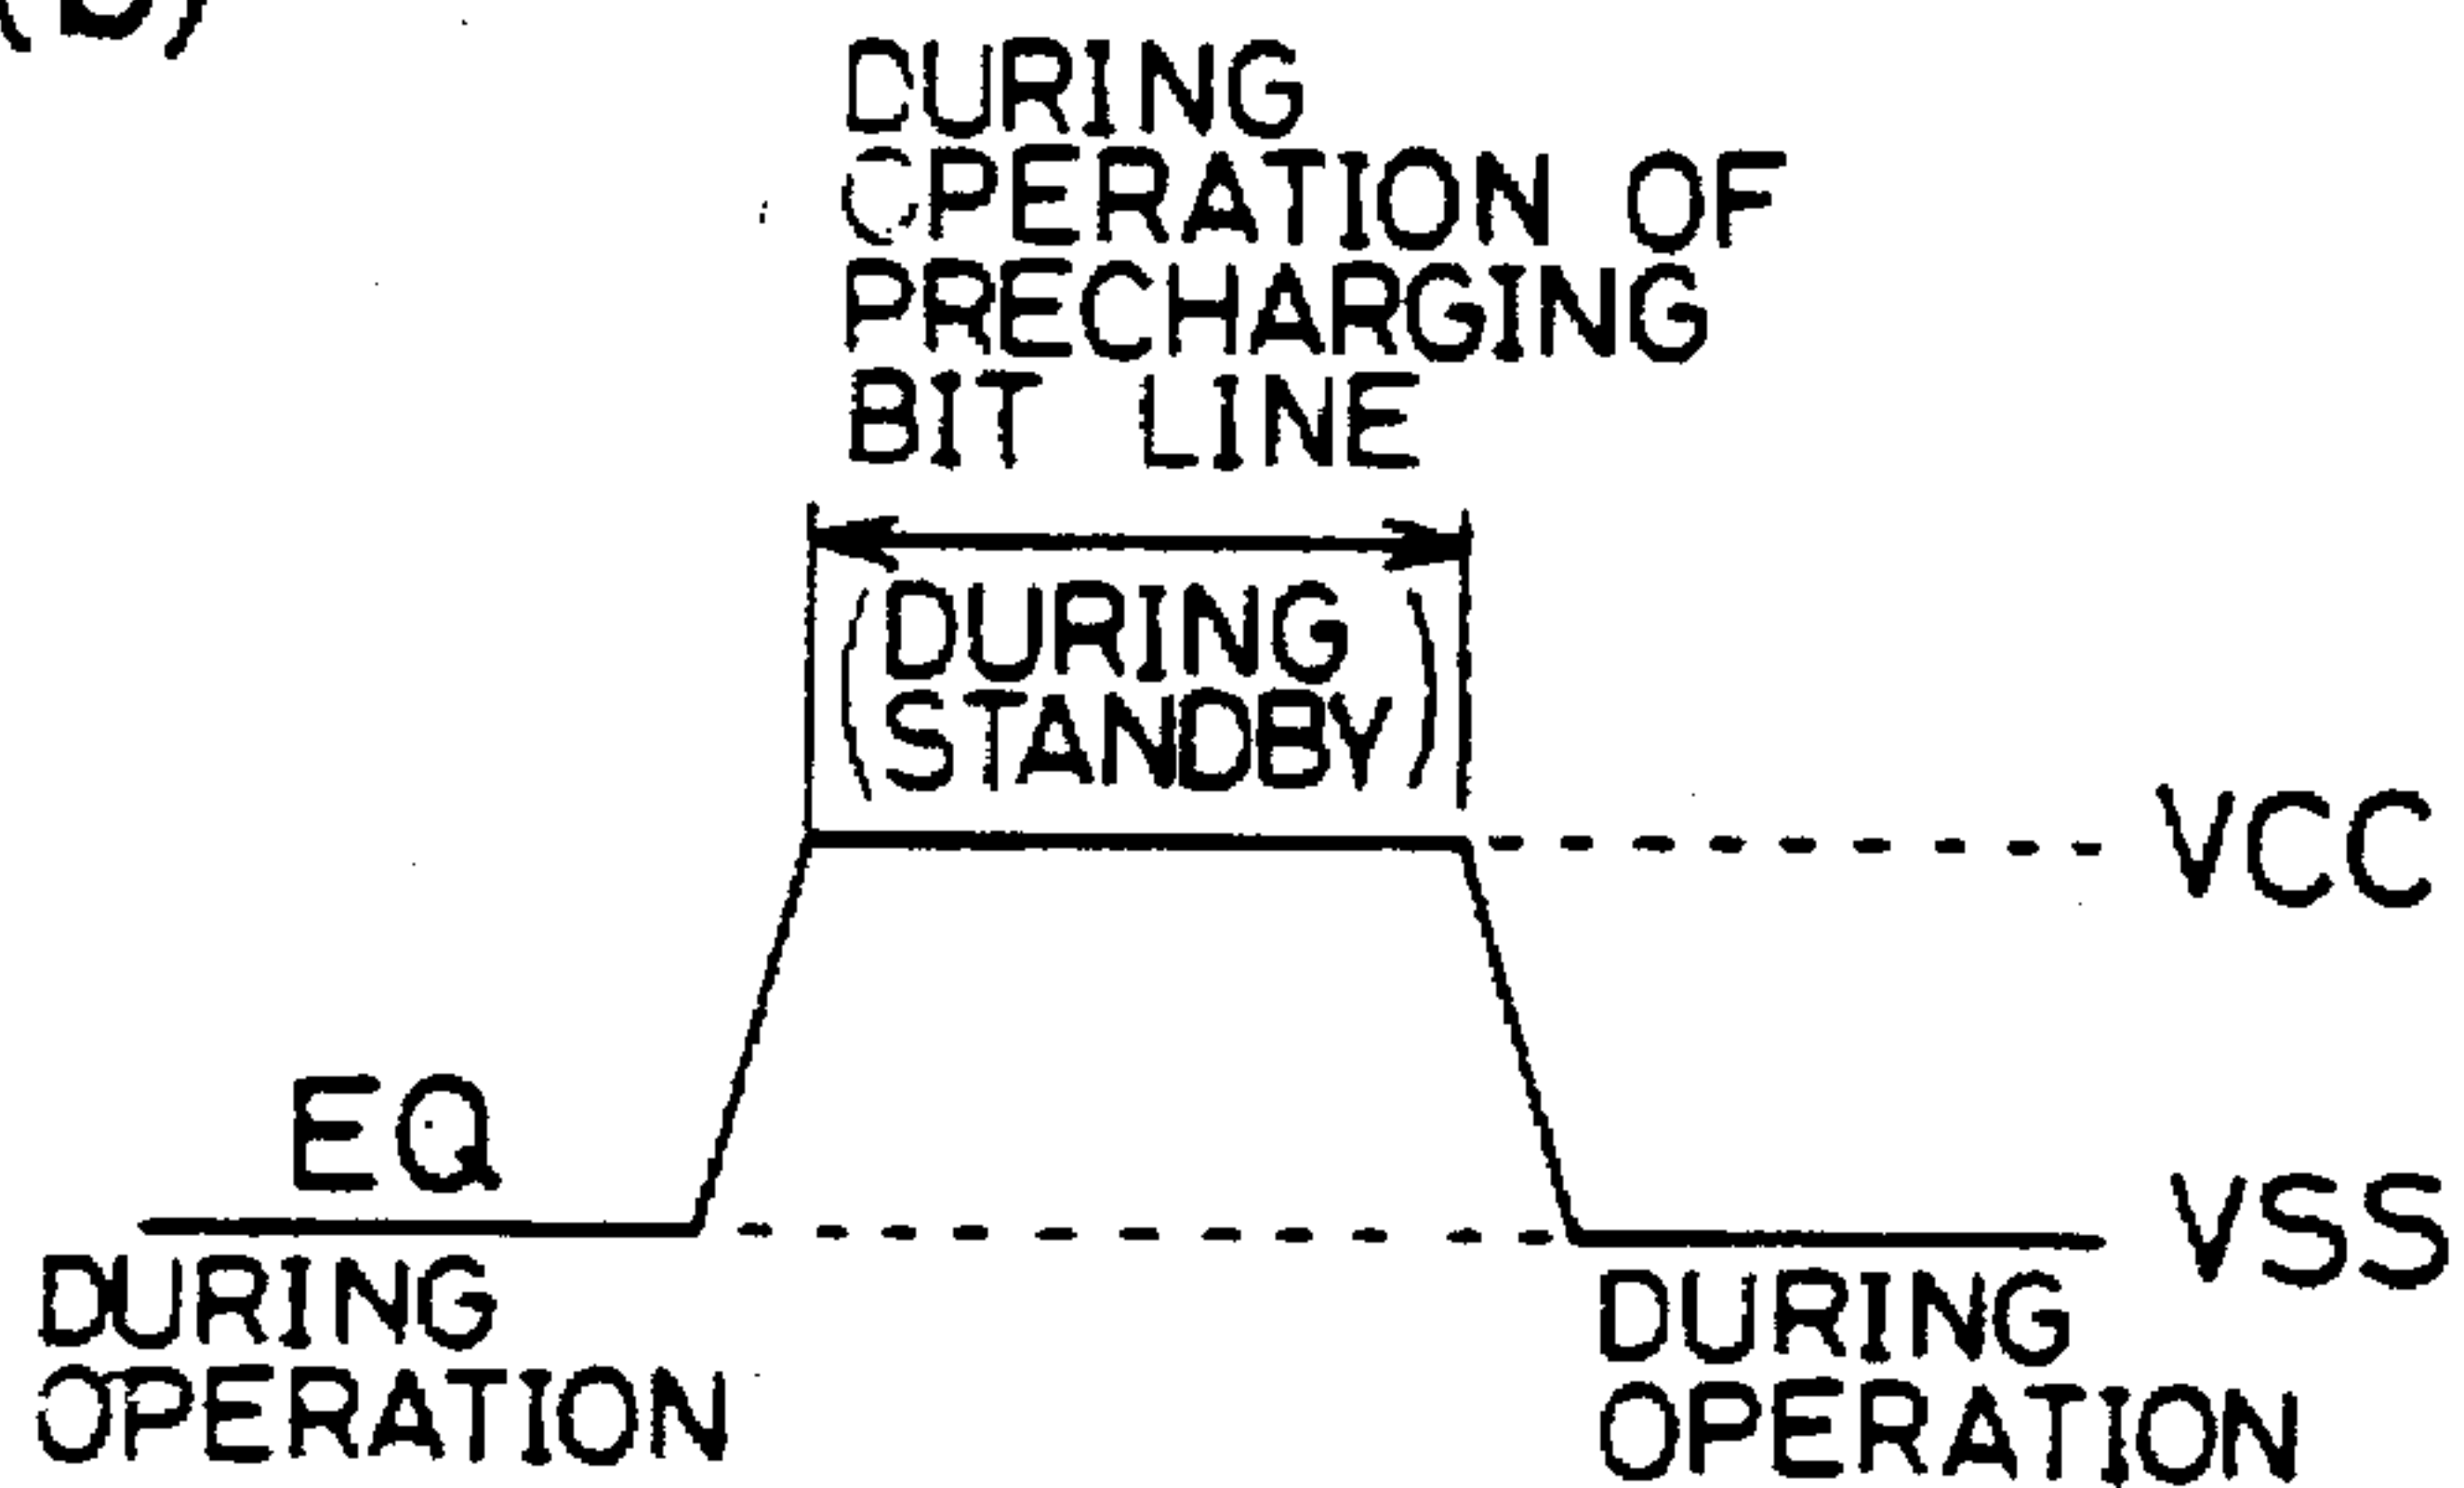 DURING
OPERATION OF
PRECHARGING
BIT LINE
(DURING
STANDBY)
VCC
EQ
VSS
DURING
OPERATION
DURING
OPERATION